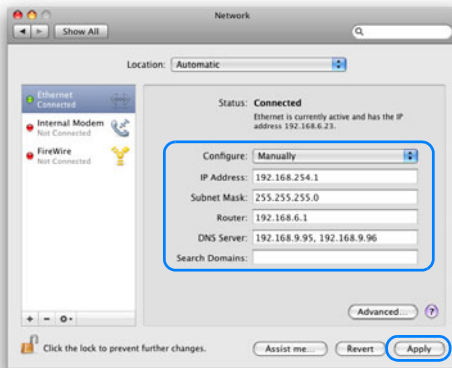 Network
Show All
Location: Automatic
Ethernet
Connected
Internal Modem
Not Connected
FireWire
Not Connected
Status: Connected
Ethernet is currently active and has the IP
address 192.168.6.23.
Configure: Manually
IP Address: 192.168.254.1
Subnet Mask: 255.255.255.0
Router: 192.168.6.1
DNS Server: 192.168.9.95, 192.168.9.96
Search Domains:
Advanced... ?
Click the lock to prevent further changes.
Assist me... Revert Apply